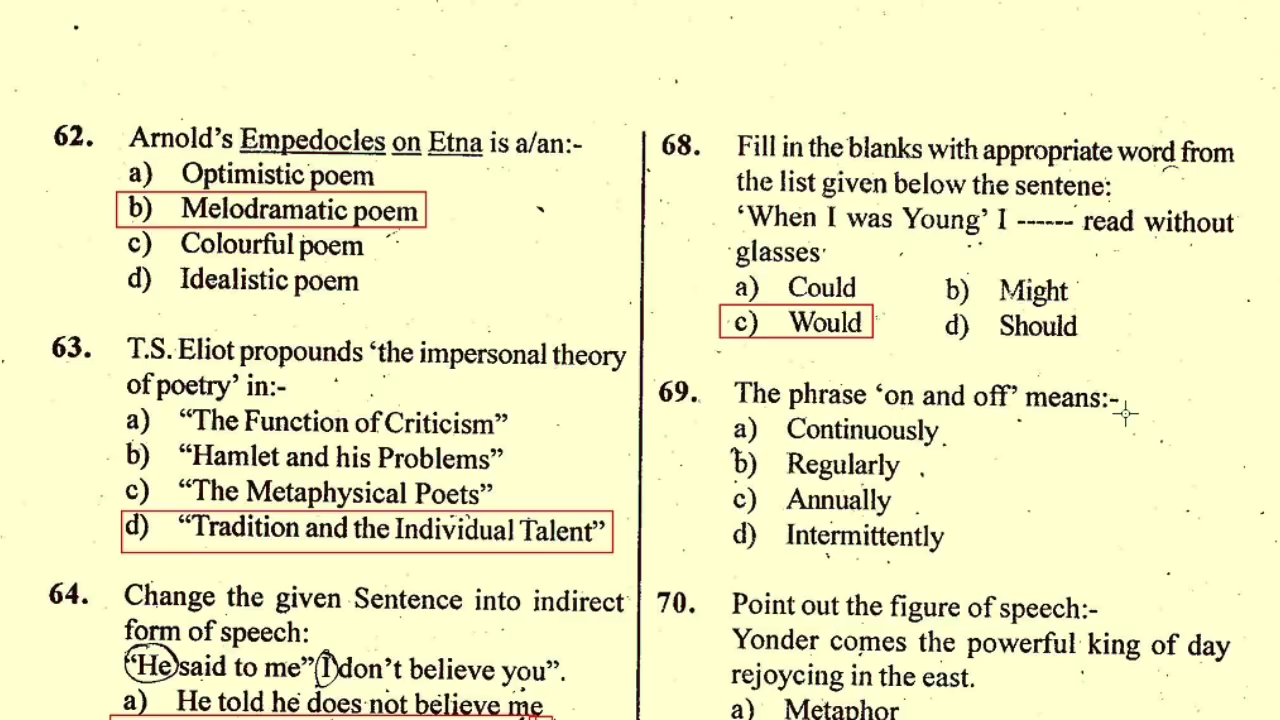 62. Arnold's Empedocles on Etna is a/an:-
a) Optimistic poem
b) Melodramatic poem
c) Colourful poem
d) Idealistic poem
63. T.S. Eliot propounds 'the impersonal theory
of poetry' in:-
a) "The Function of Criticism"
b) "Hamlet and his Problems"
c) "The Metaphysical Poets"
d) "Tradition and the Individual Talent"
64. Change the given Sentence into indirect
form of speech:
"He said to me" "I don't believe you".
a) He told he does not believe me
68. Fill in the blanks with appropriate word from
the list given below the sentene:
'When I was Young' I ------ read without
glasses
a) Could b) Might
c) Would d) Should
69. The phrase 'on and off' means:-
a) Continuously
b) Regularly
c) Annually
d) Intermittently
70. Point out the figure of speech:-
Yonder comes the powerful king of day
rejoycing in the east.
a) Metaphor